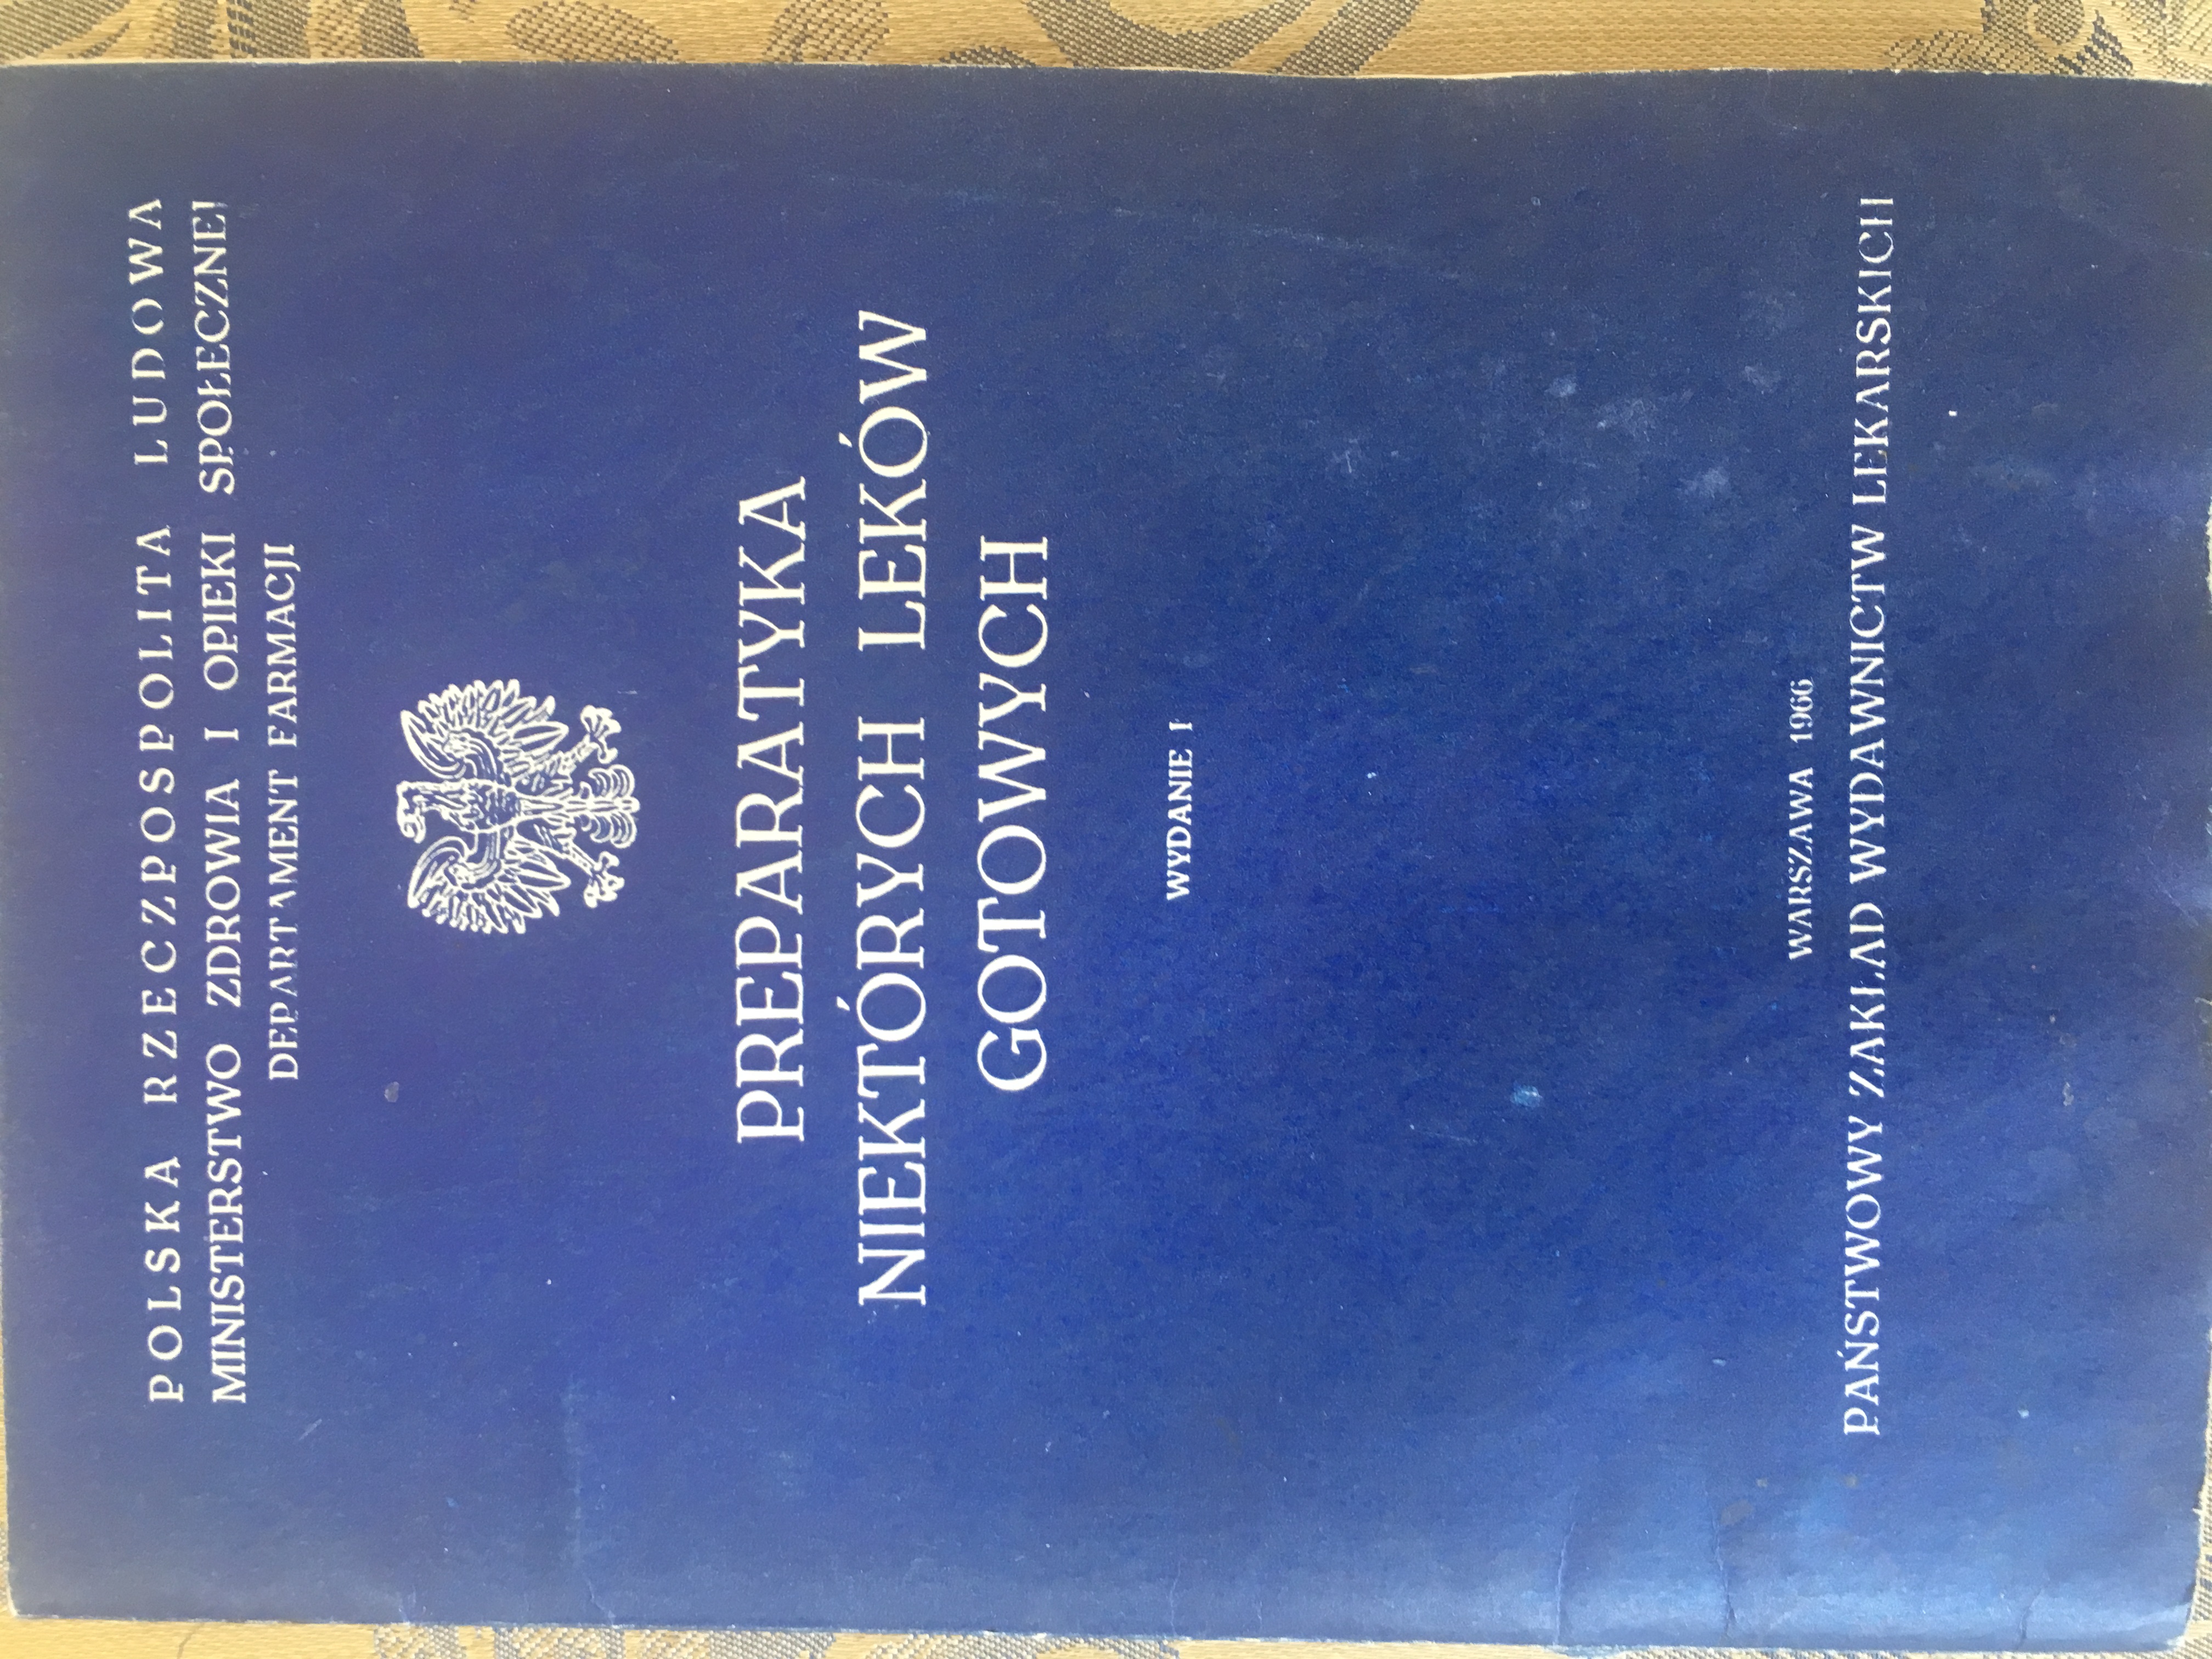 POLSKA RZECZPOSPOLITA LUDOWA
MINISTERSTWO ZDROWIA I OPIEKI SPOŁECZNEJ
DEPARTAMENT FARMACJI
PREPARATYKA
NIEKTÓRYCH LEKÓW
GOTOWYCH
WYDANIE I
WARSZAWA 1966
PAŃSTWOWY ZAKŁAD WYDAWNICTW LEKARSKICH